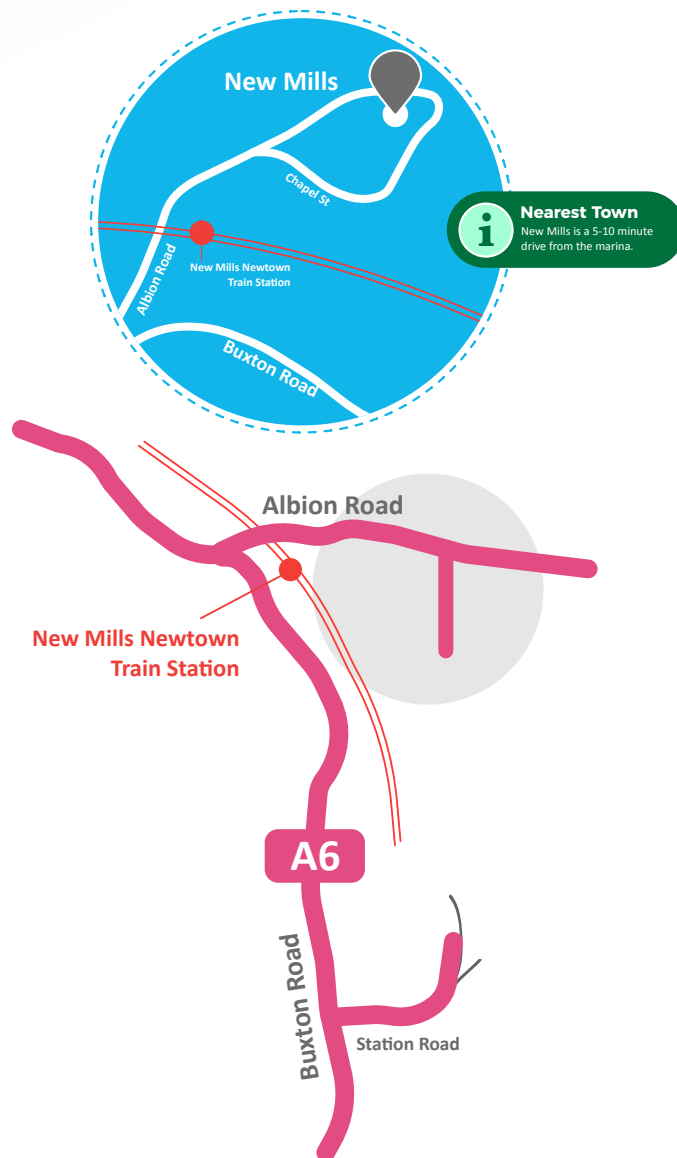 New Mills
Chapel St
Nearest Town
New Mills is a 5-10 minute
drive from the marina.
Albion Road
New Mills Newtown
Train Station
Buxton Road
Albion Road
New Mills Newtown
Train Station
A6
Buxton Road
Station Road